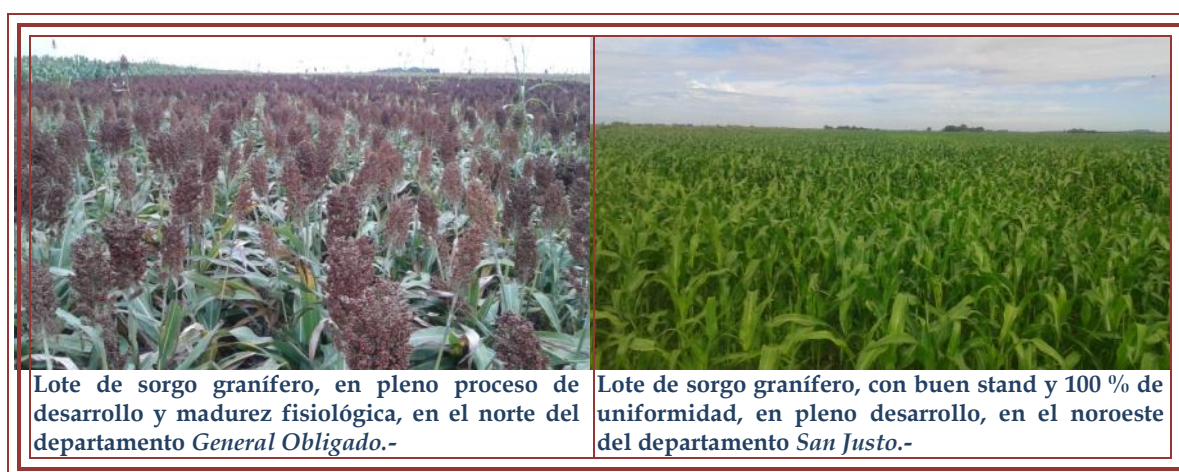 Lote de sorgo granífero, en pleno proceso de
desarrollo y madurez fisiológica, en el norte del
departamento General Obligado.-
Lote de sorgo granífero, con buen stand y 100 % de
uniformidad, en pleno desarrollo, en el noroeste
del departamento San Justo.-